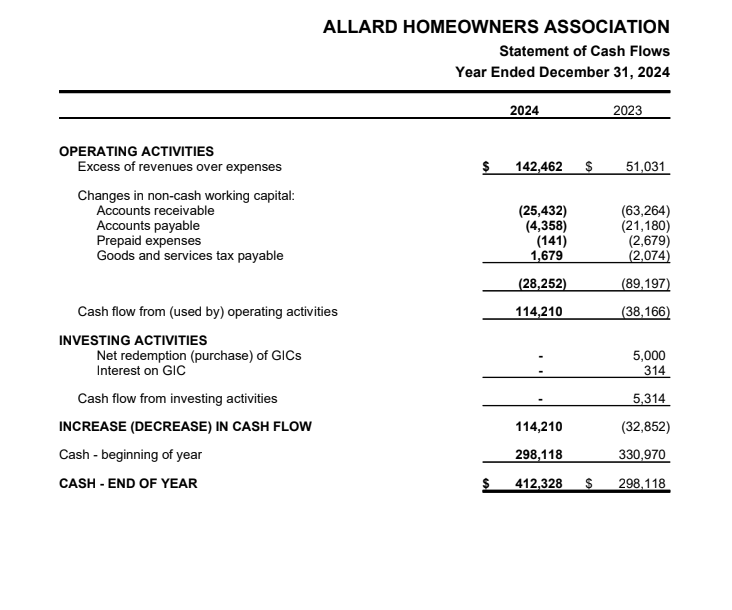 ALLARD HOMEOWNERS ASSOCIATION
Statement of Cash Flows
Year Ended December 31, 2024
2024 2023
OPERATING ACTIVITIES
Excess of revenues over expenses $ 142,462 $ 51,031
Changes in non-cash working capital:
Accounts receivable (25,432) (63,264)
Accounts payable (4,358) (21,180)
Prepaid expenses (141) (2,679)
Goods and services tax payable 1,679 (2,074)
(28,252) (89,197)
Cash flow from (used by) operating activities 114,210 (38,166)
INVESTING ACTIVITIES
Net redemption (purchase) of GICs - 5,000
Interest on GIC - 314
Cash flow from investing activities - 5,314
INCREASE (DECREASE) IN CASH FLOW 114,210 (32,852)
Cash - beginning of year 298,118 330,970
CASH - END OF YEAR $ 412,328 $ 298,118